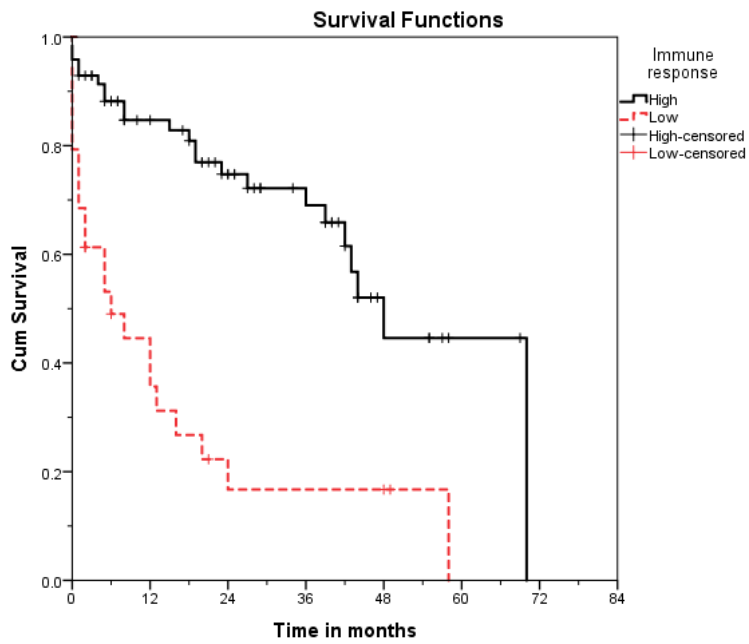 Survival Functions
Immune
response
High
Low
High-censored
Low-censored
Cum Survival
1.0
0.8
0.6
0.4
0.2
0.0
0 12 24 36 48 60 72 84
Time in months